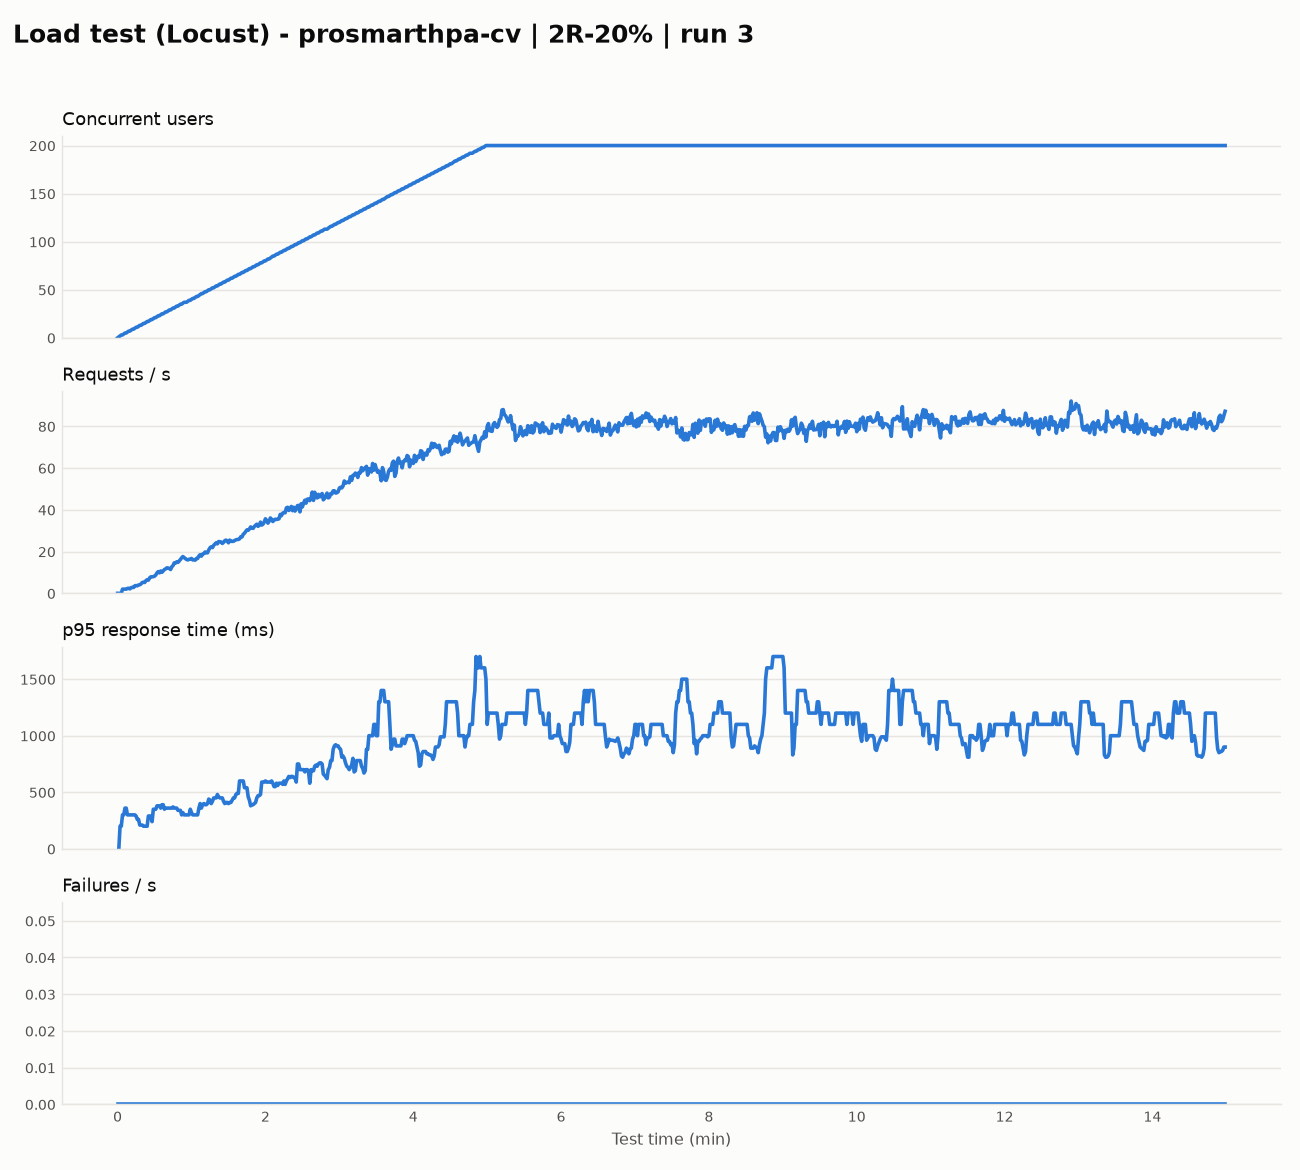 Load test (Locust) - prosmarthpa-cv | 2R-20% | run 3
Concurrent users
200
150
100
50
0
Requests / s
80
60
40
20
0
p95 response time (ms)
1500
1000
500
0
Failures / s
0.05
0.04
0.03
0.02
0.01
0.00
0 2 4 6 8 10 12 14
Test time (min)